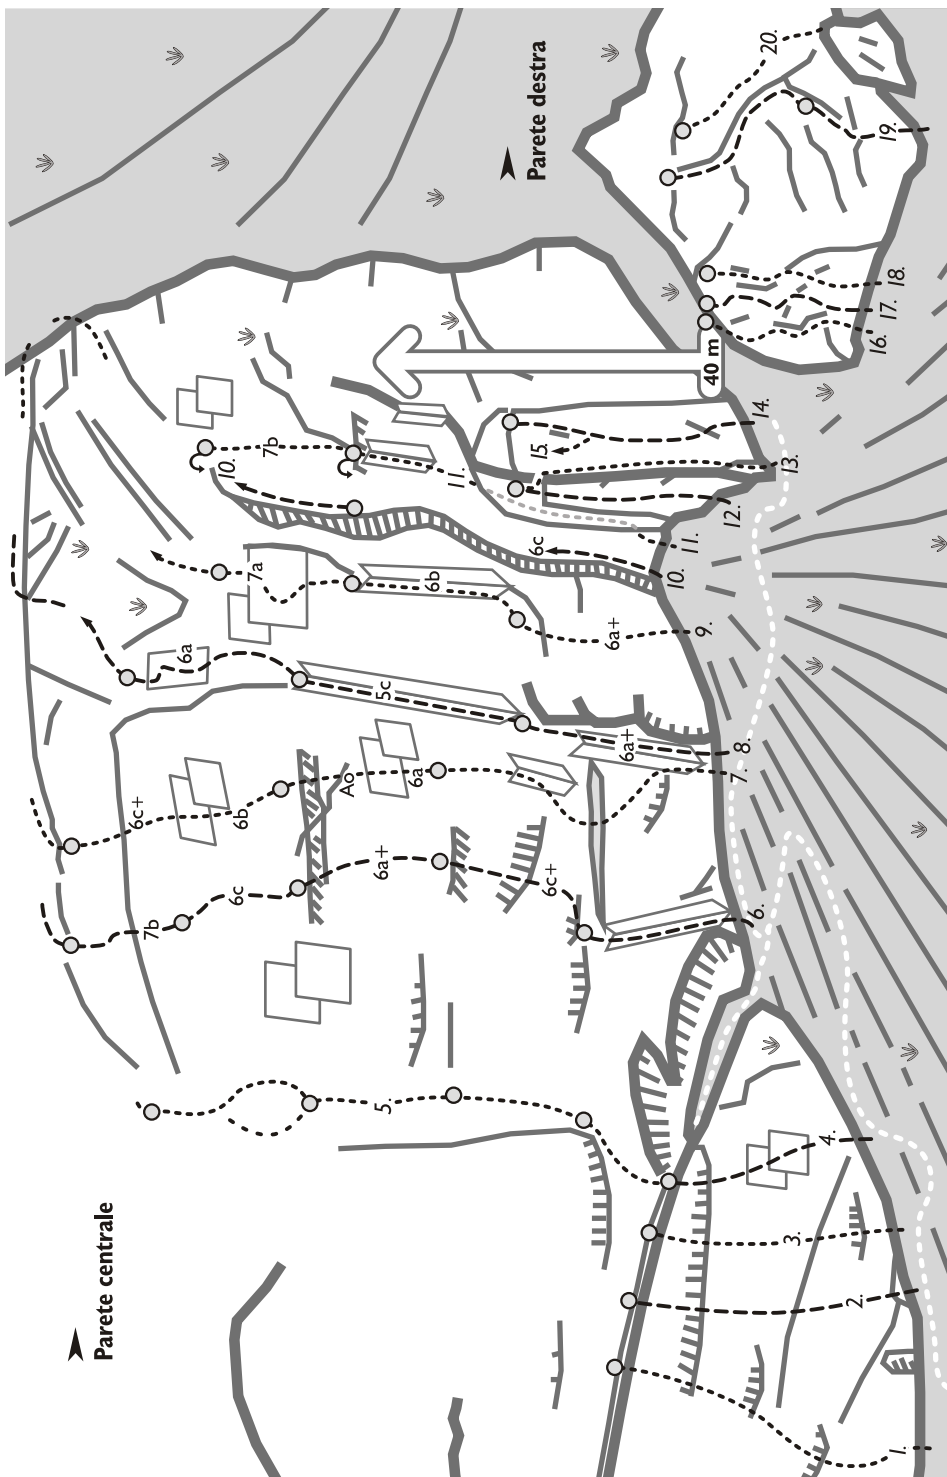 Parete centrale
6c+
7b
6a
10.
6c
6b
7a
7b
Ao
6a+
5.
5c
6a
6b
11.
Parete destra
6c
15.
6c+
6a+
6a+
40 m
20.
1.
2.
3.
4.
5.
6.
7.
8.
9.
10.
11.
12.
13.
14.
16.
17.
18.
19.